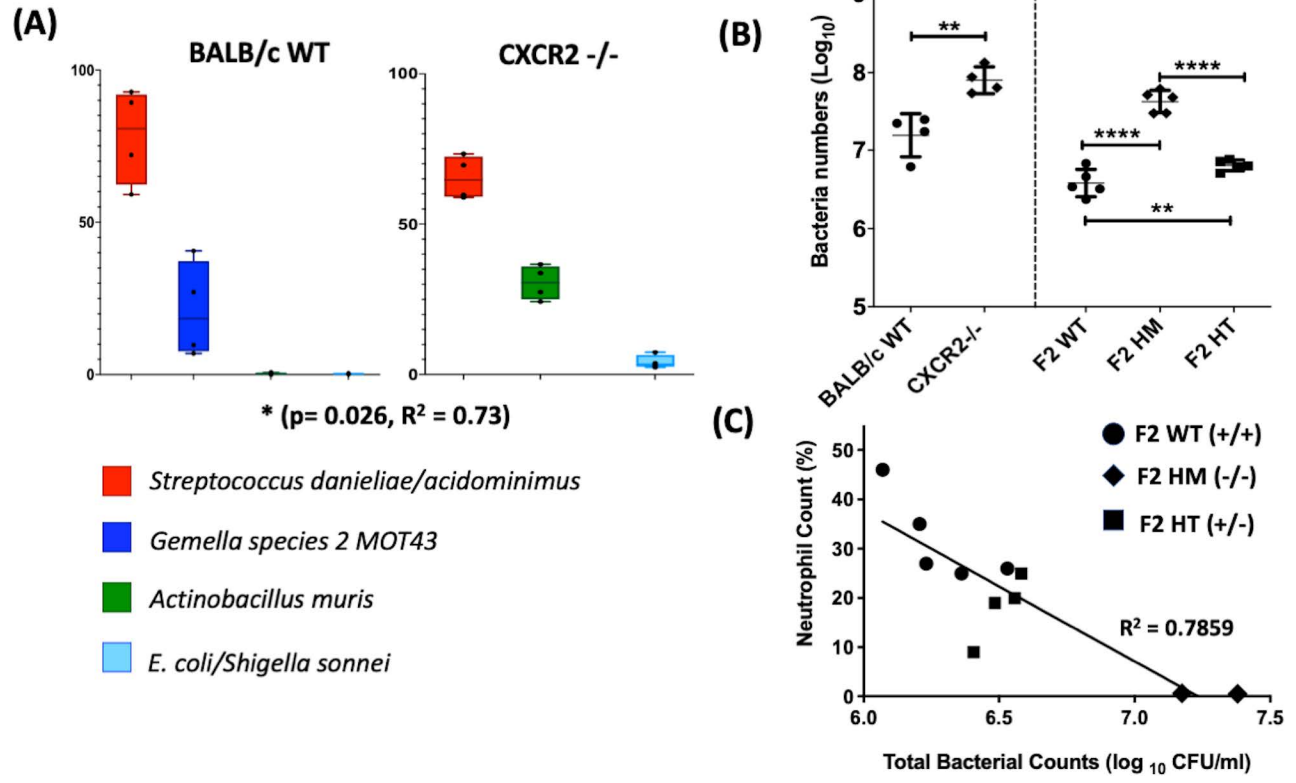 (A)
BALB/c WT
CXCR2 -/-
100
50
0
100
50
0
* (p= 0.026, R² = 0.73)
Streptococcus danieliae/acidominimus
Gemella species 2 MOT43
Actinobacillus muris
E. coli/Shigella sonnei
(B)
Bacteria numbers (Log10)
8
7
6
5
**
****
****
**
BALB/c WT
CXCR2-/-
F2 WT
F2 HM
F2 HT
(C)
Neutrophil Count (%)
50
40
30
20
10
0
F2 WT (+/+)
F2 HM (-/-)
F2 HT (+/-)
R² = 0.7859
6.0
6.5
7.0
7.5
Total Bacterial Counts (log 10 CFU/ml)